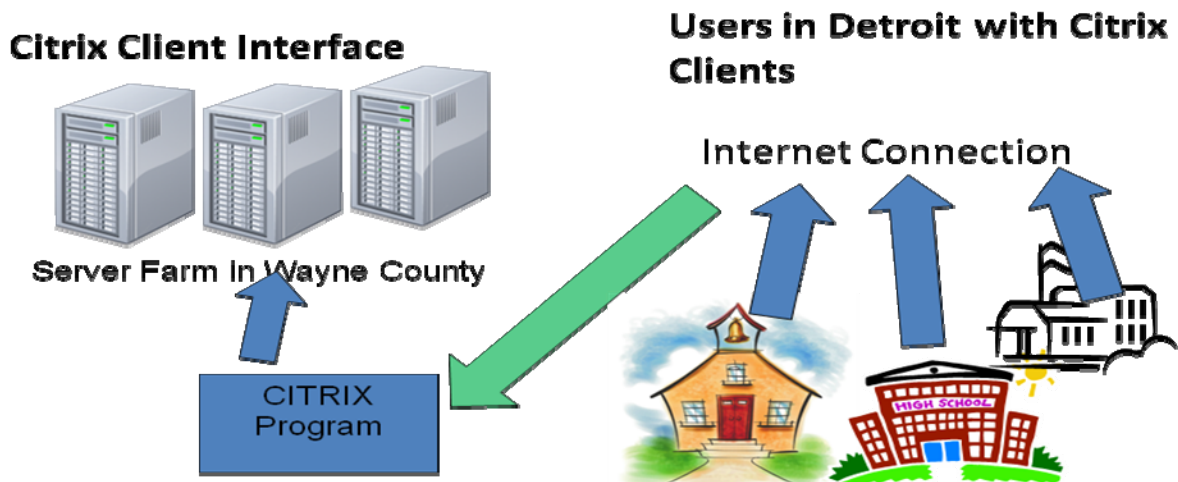 Citrix Client Interface
Server Farm in Wayne County
CITRIX
Program
Users in Detroit with Citrix
Clients
Internet Connection
HIGH SCHOOL